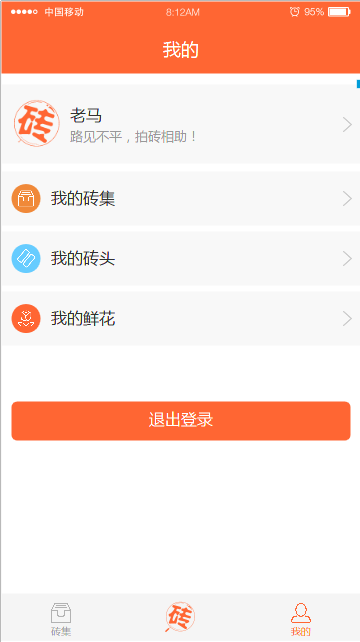 中国移动 8:12AM 95%
我的
砖
老马
路见不平，拍砖相助！
我的砖集
我的砖头
我的鲜花
退出登录
砖
砖集 我的